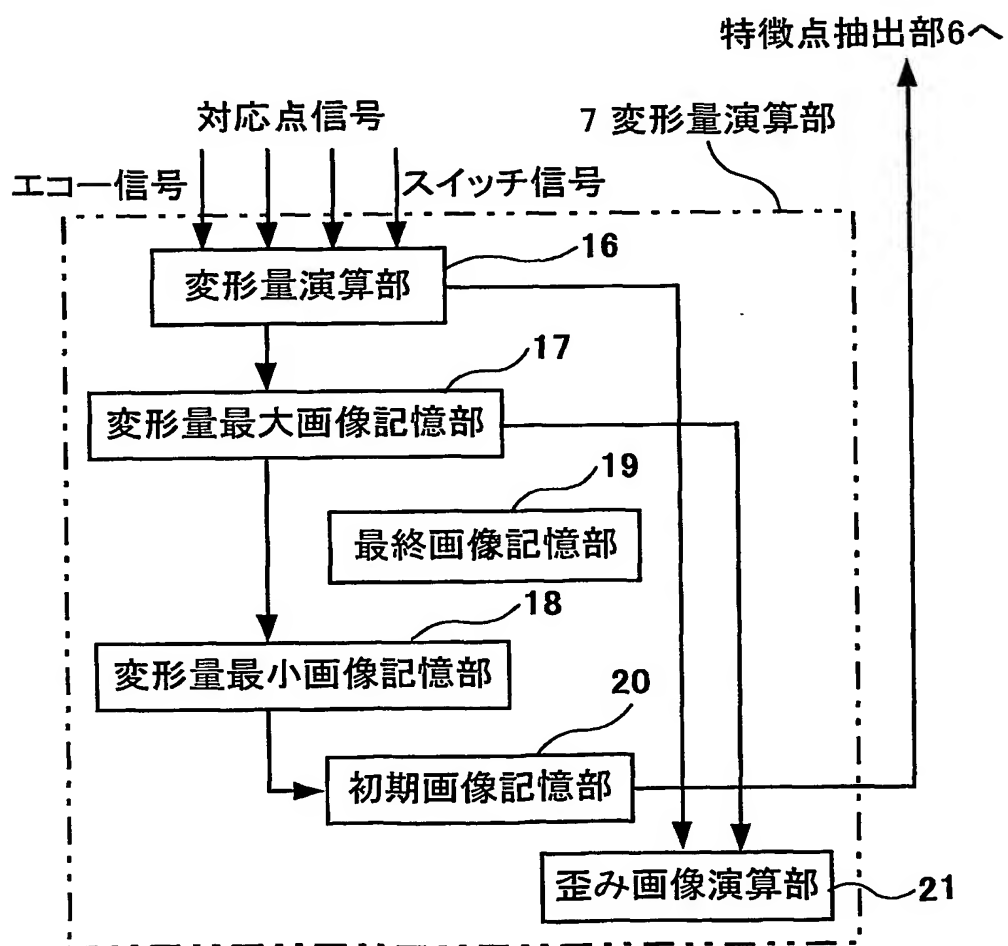 特徴点抽出部6へ
対応点信号
7 変形量演算部
エコー信号
スイッチ信号
16
変形量演算部
17
変形量最大画像記憶部
19
最終画像記憶部
18
変形量最小画像記憶部
20
初期画像記憶部
歪み画像演算部
21